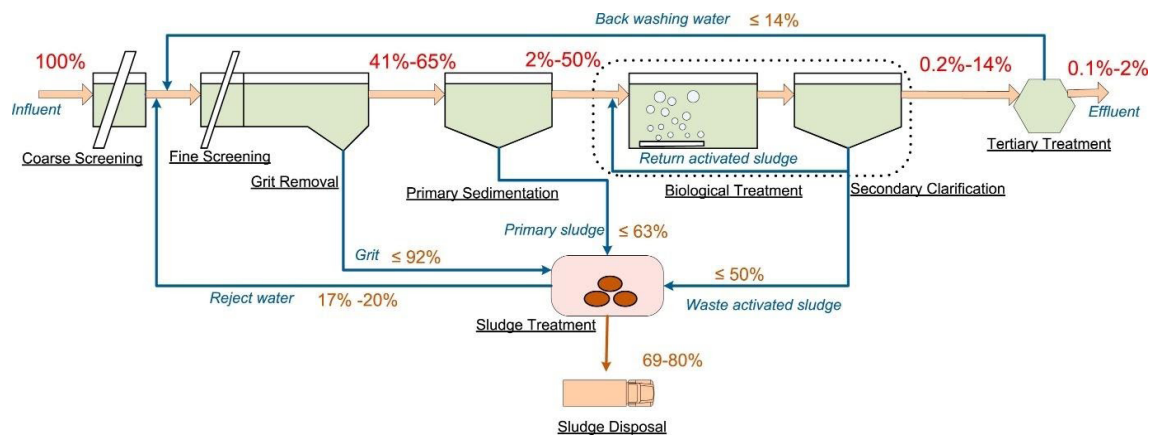 Back washing water ≤ 14%
100%
41%-65%
2%-50%
0.2%-14%
0.1%-2%
Influent
Effluent
Coarse Screening
Fine Screening
Grit Removal
Primary Sedimentation
Return activated sludge
Biological Treatment
Secondary Clarification
Tertiary Treatment
Primary sludge ≤ 63%
Grit ≤ 92%
≤ 50%
Reject water 17% -20%
Waste activated sludge
Sludge Treatment
69-80%
Sludge Disposal